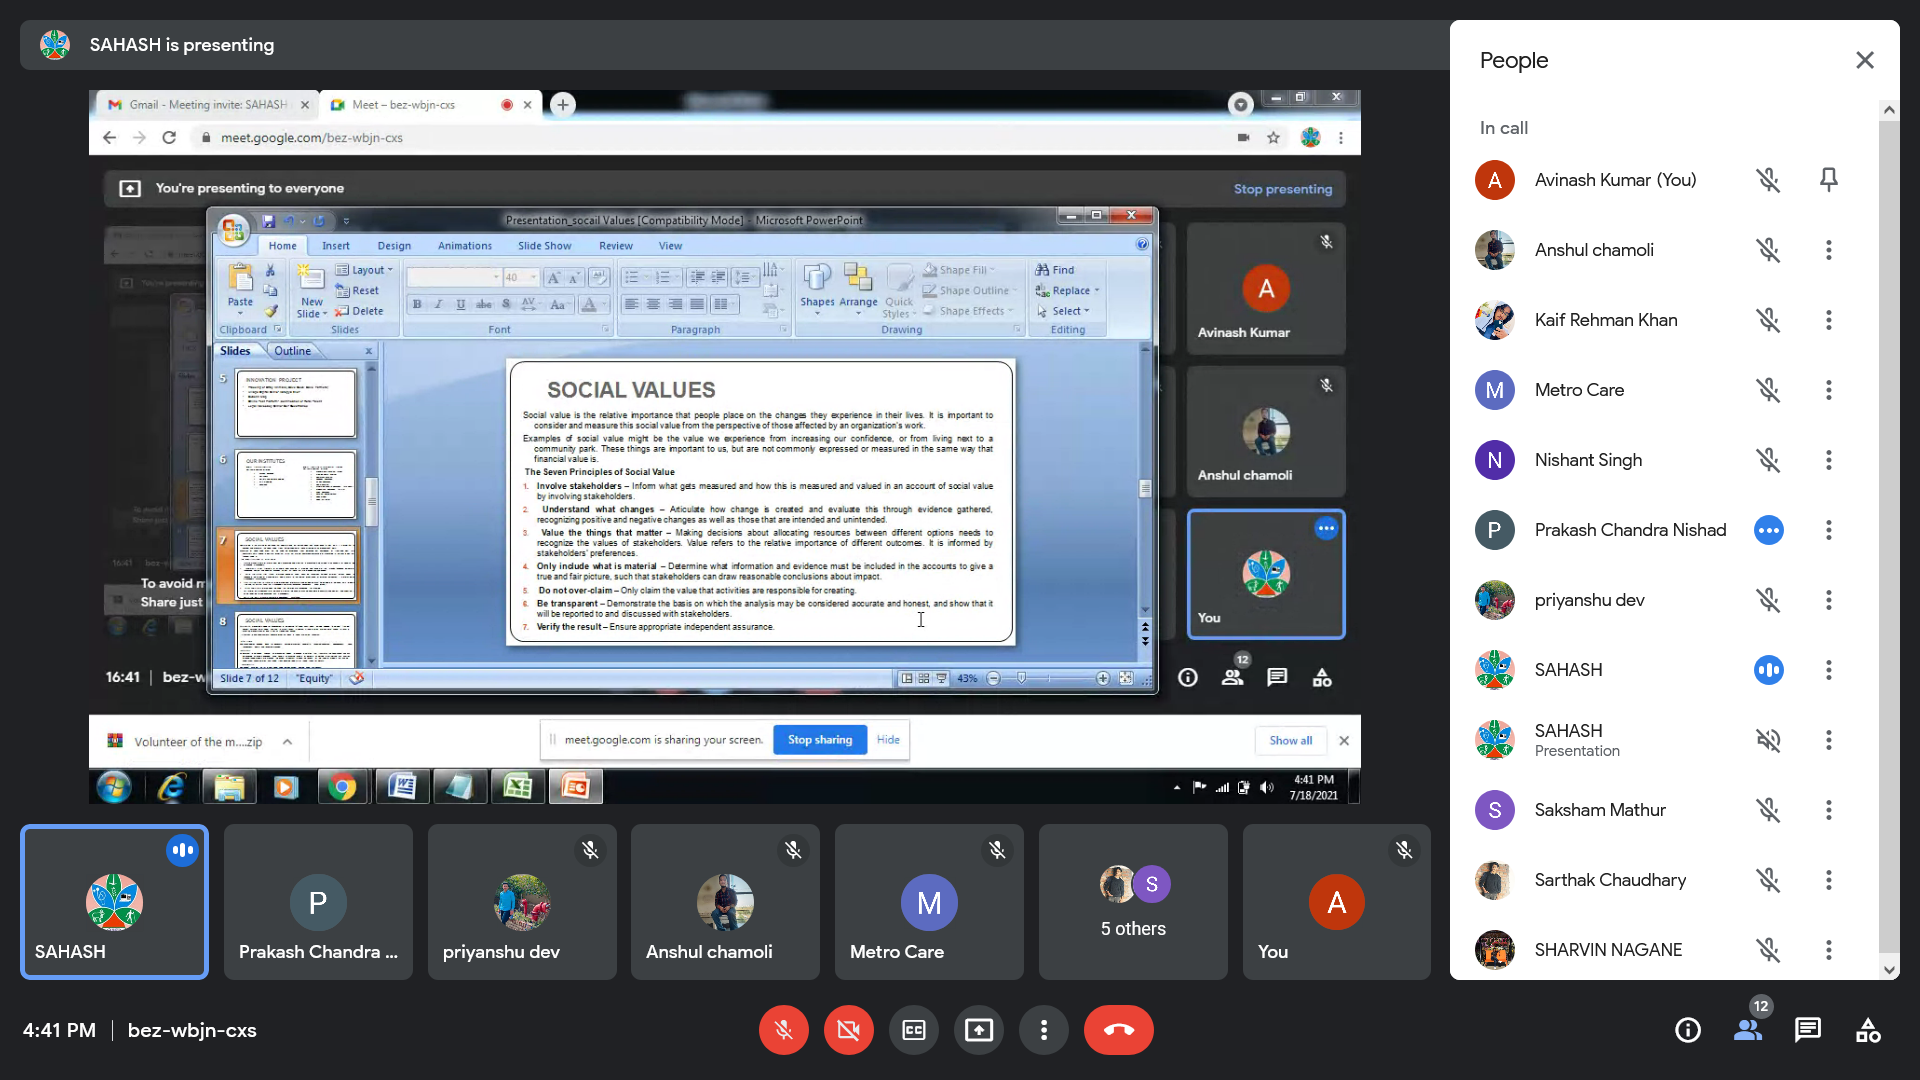 SAHASH is presenting
Gmail - Meeting invite: SAHASH
Meet – bez-wbjn-cxs
meet.google.com/bez-wbjn-cxs
You're presenting to everyone
Stop presenting
Presentation_socail Values [Compatibility Mode] - Microsoft PowerPoint
Home Insert Design Animations Slide Show Review View
Paste
New Slide
Layout
Reset
Delete
40
B I U abc S AV Aa A
Shapes Arrange Quick Styles
Shape Fill
Shape Outline
Shape Effects
Find
Replace
Select
Clipboard Slides Font Paragraph Drawing Editing
Slides Outline
5
INNOVATION PROJECT
6
OUR INSTITUTES
7
SOCIAL VALUES
8
SOCIAL VALUES
SOCIAL VALUES
Social value is the relative importance that people place on the changes they experience in their lives. It is important to
consider and measure this social value from the perspective of those affected by an organization's work.
Examples of social value might be the value we experience from increasing our confidence, or from living next to a
community park. These things are important to us, but are not commonly expressed or measured in the same way that
financial value is.
The Seven Principles of Social Value
1. Involve stakeholders – Inform what gets measured and how this is measured and valued in an account of social value
by involving stakeholders.
2. Understand what changes – Articulate how change is created and evaluate this through evidence gathered,
recognizing positive and negative changes as well as those that are intended and unintended.
3. Value the things that matter – Making decisions about allocating resources between different options needs to
recognize the values of stakeholders. Value refers to the relative importance of different outcomes. It is informed by
stakeholders' preferences.
4. Only include what is material – Determine what information and evidence must be included in the accounts to give a
true and fair picture, such that stakeholders can draw reasonable conclusions about impact.
5. Do not over-claim – Only claim the value that activities are responsible for creating.
6. Be transparent – Demonstrate the basis on which the analysis may be considered accurate and honest, and show that it
will be reported to and discussed with stakeholders.
7. Verify the result – Ensure appropriate independent assurance.
To avoid m
Share just
16:41 | bez-w
Slide 7 of 12 "Equity"
43%
A
Avinash Kumar
Anshul chamoli
You
12
Volunteer of the m....zip
meet.google.com is sharing your screen.
Stop sharing
Hide
Show all
4:41 PM
7/18/2021
SAHASH
P
Prakash Chandra ...
priyanshu dev
Anshul chamoli
M
Metro Care
S
5 others
A
You
4:41 PM | bez-wbjn-cxs
People
In call
A
Avinash Kumar (You)
Anshul chamoli
Kaif Rehman Khan
M
Metro Care
N
Nishant Singh
P
Prakash Chandra Nishad
priyanshu dev
SAHASH
SAHASH
Presentation
S
Saksham Mathur
Sarthak Chaudhary
SHARVIN NAGANE
12